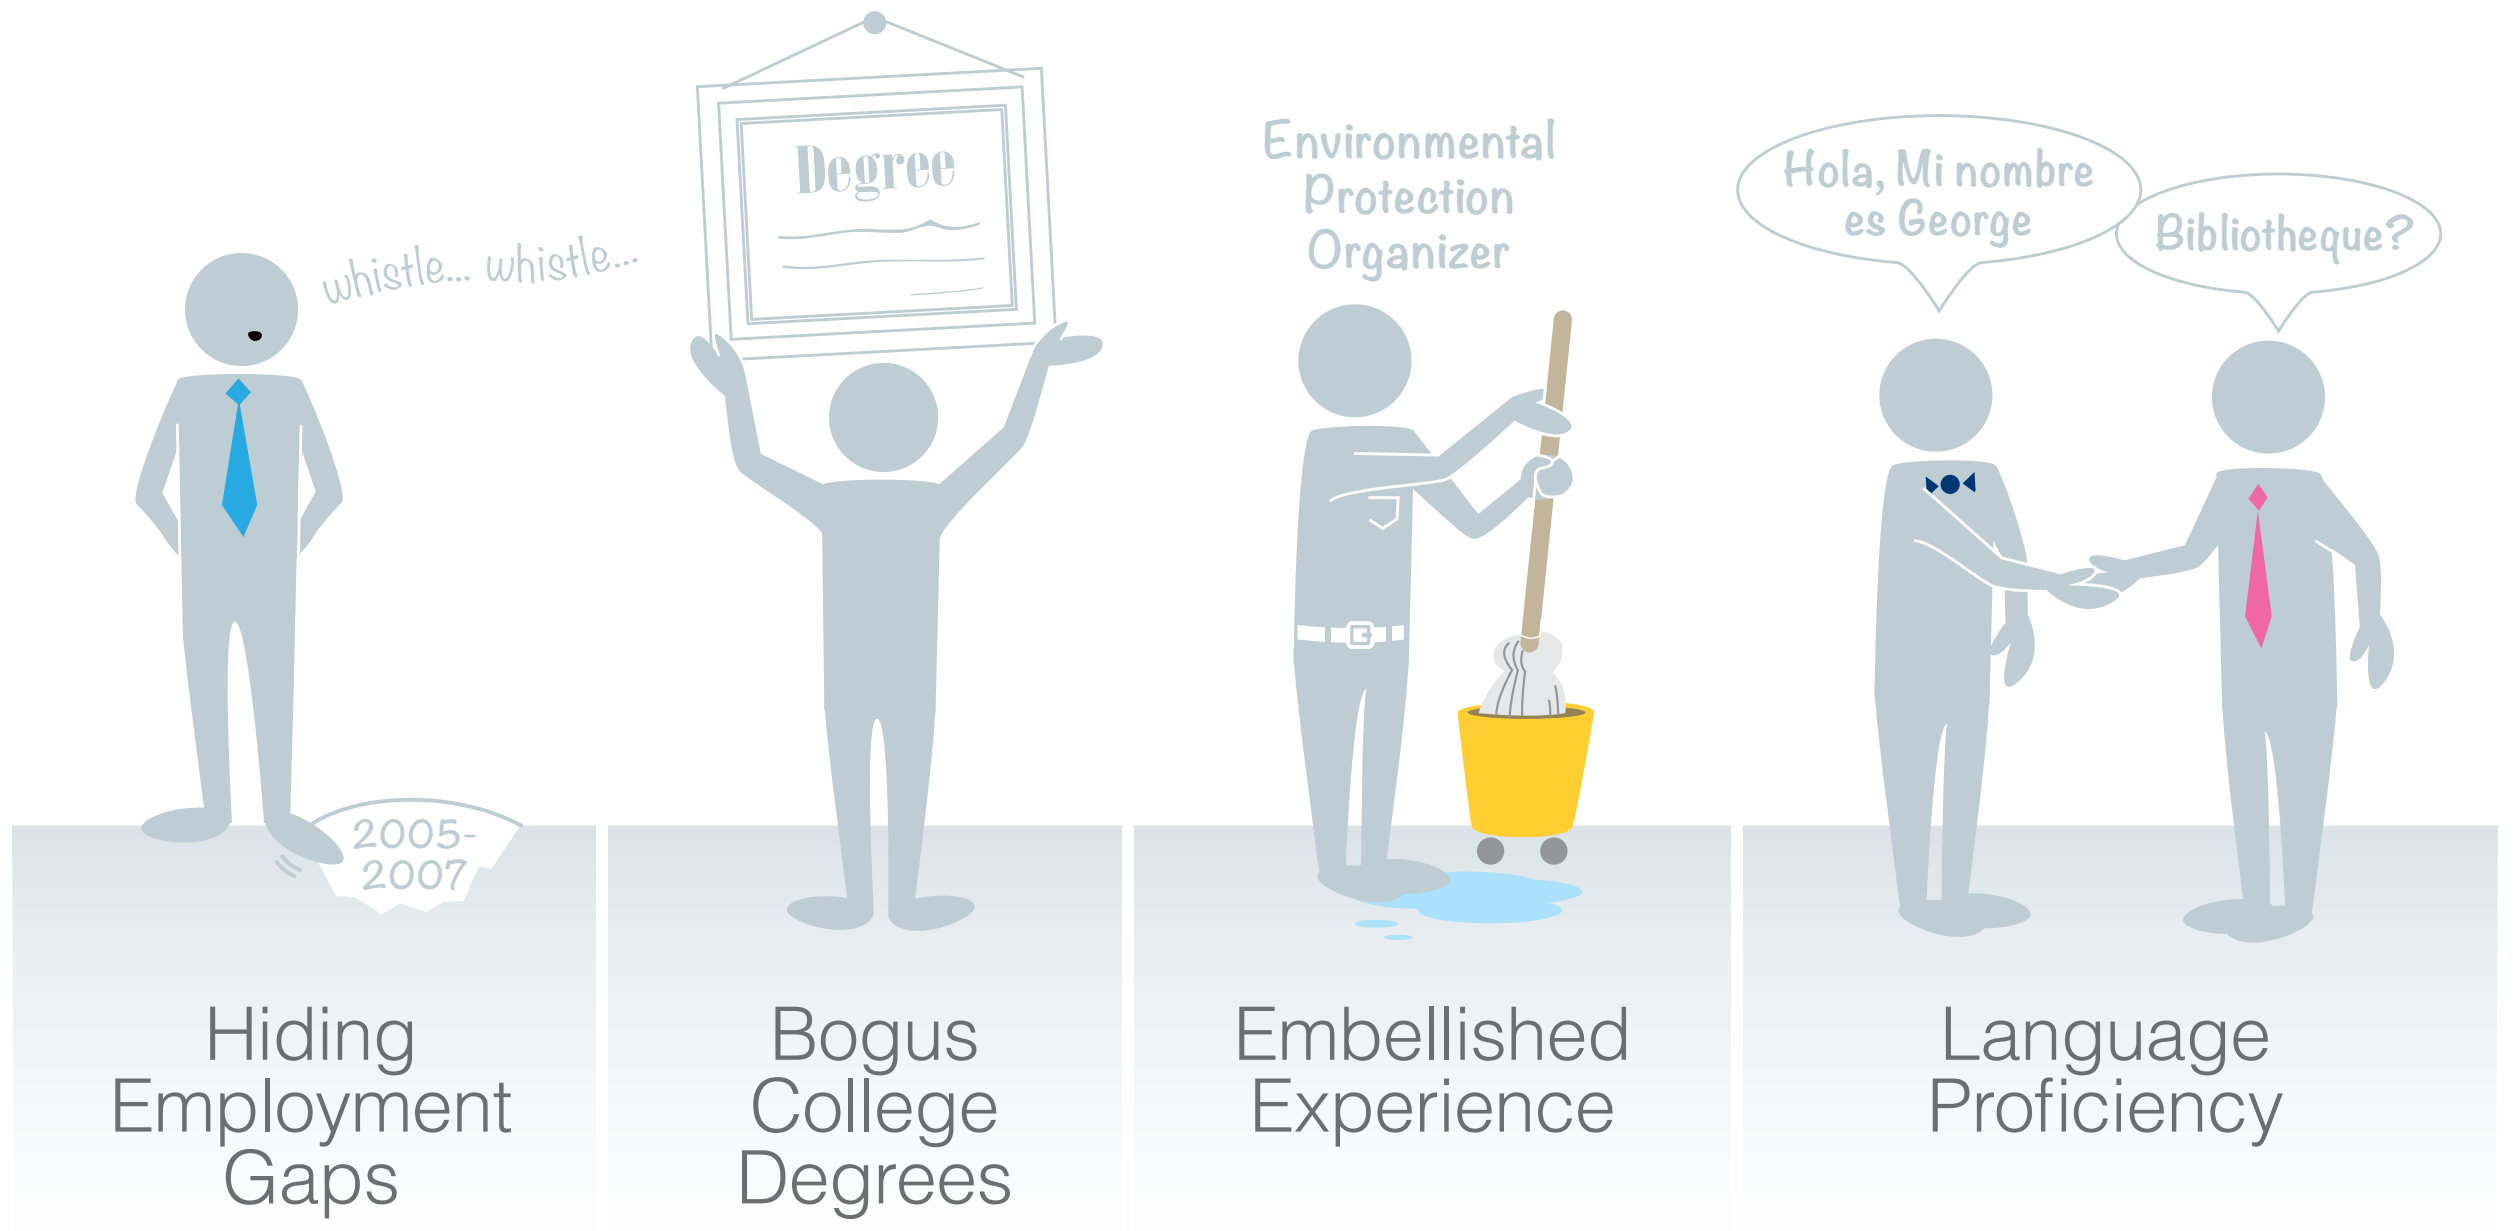 whistle... whistle...
2005-
2007
Hiding
Employment
Gaps
Degree
Bogus
College
Degrees
Enviromental
Protection
Organizer
Embellished
Experience
Hola, Mi nombre
es George
Bibliotheque?
Language
Proficiency